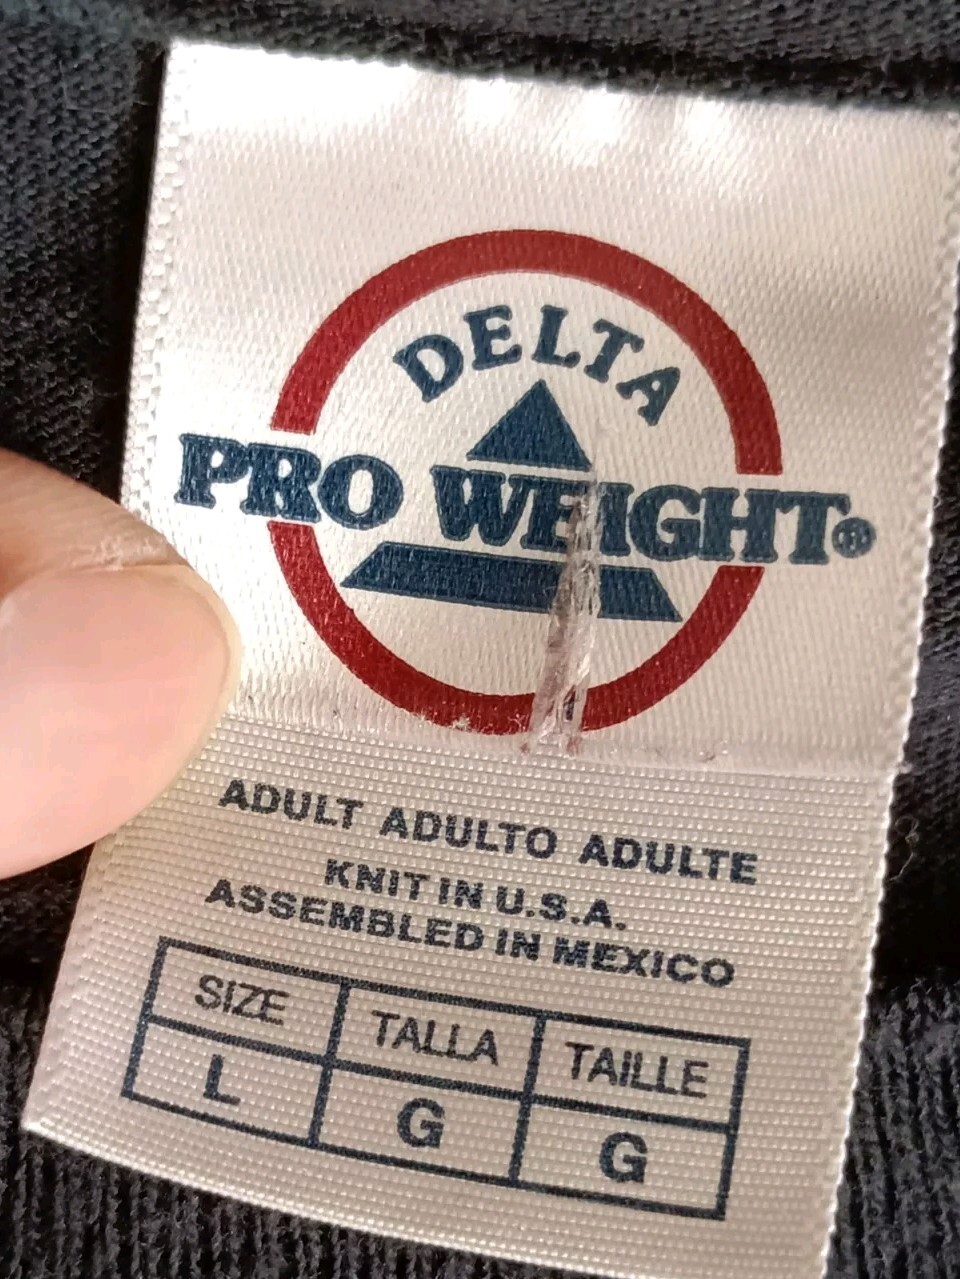 DELTA
PRO WEIGHT®
ADULT ADULTO ADULTE
KNIT IN U.S.A.
ASSEMBLED IN MEXICO
SIZE TALLA TAILLE
L G G